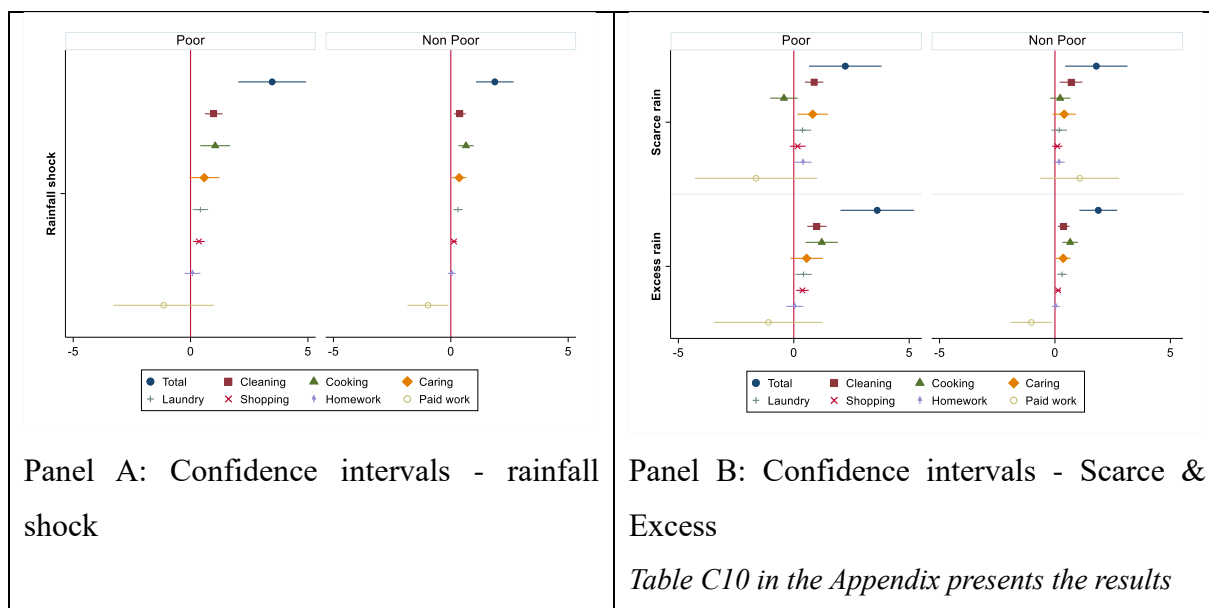 Poor Non Poor
Rainfall shock
-5 0 5 -5 0 5
Total Cleaning Cooking Caring
Laundry Shopping Homework Paid work
Panel A: Confidence intervals - rainfall
shock
Poor Non Poor
Scarce rain
Excess rain
-5 0 5 -5 0 5
Total Cleaning Cooking Caring
Laundry Shopping Homework Paid work
Panel B: Confidence intervals - Scarce &
Excess
Table C10 in the Appendix presents the results